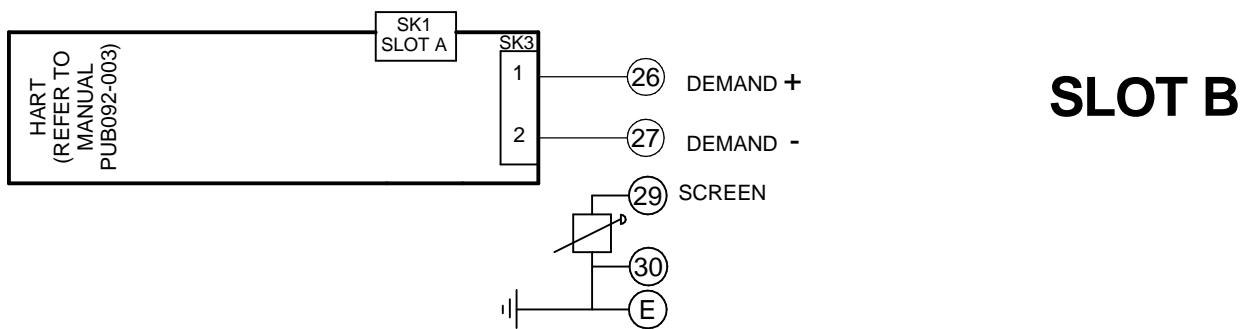 SK1
SLOT A
SK3
HART
(REFER TO
MANUAL
PUB092-003)
1
26 DEMAND +
2
27 DEMAND -
29 SCREEN
30
E
SLOT B